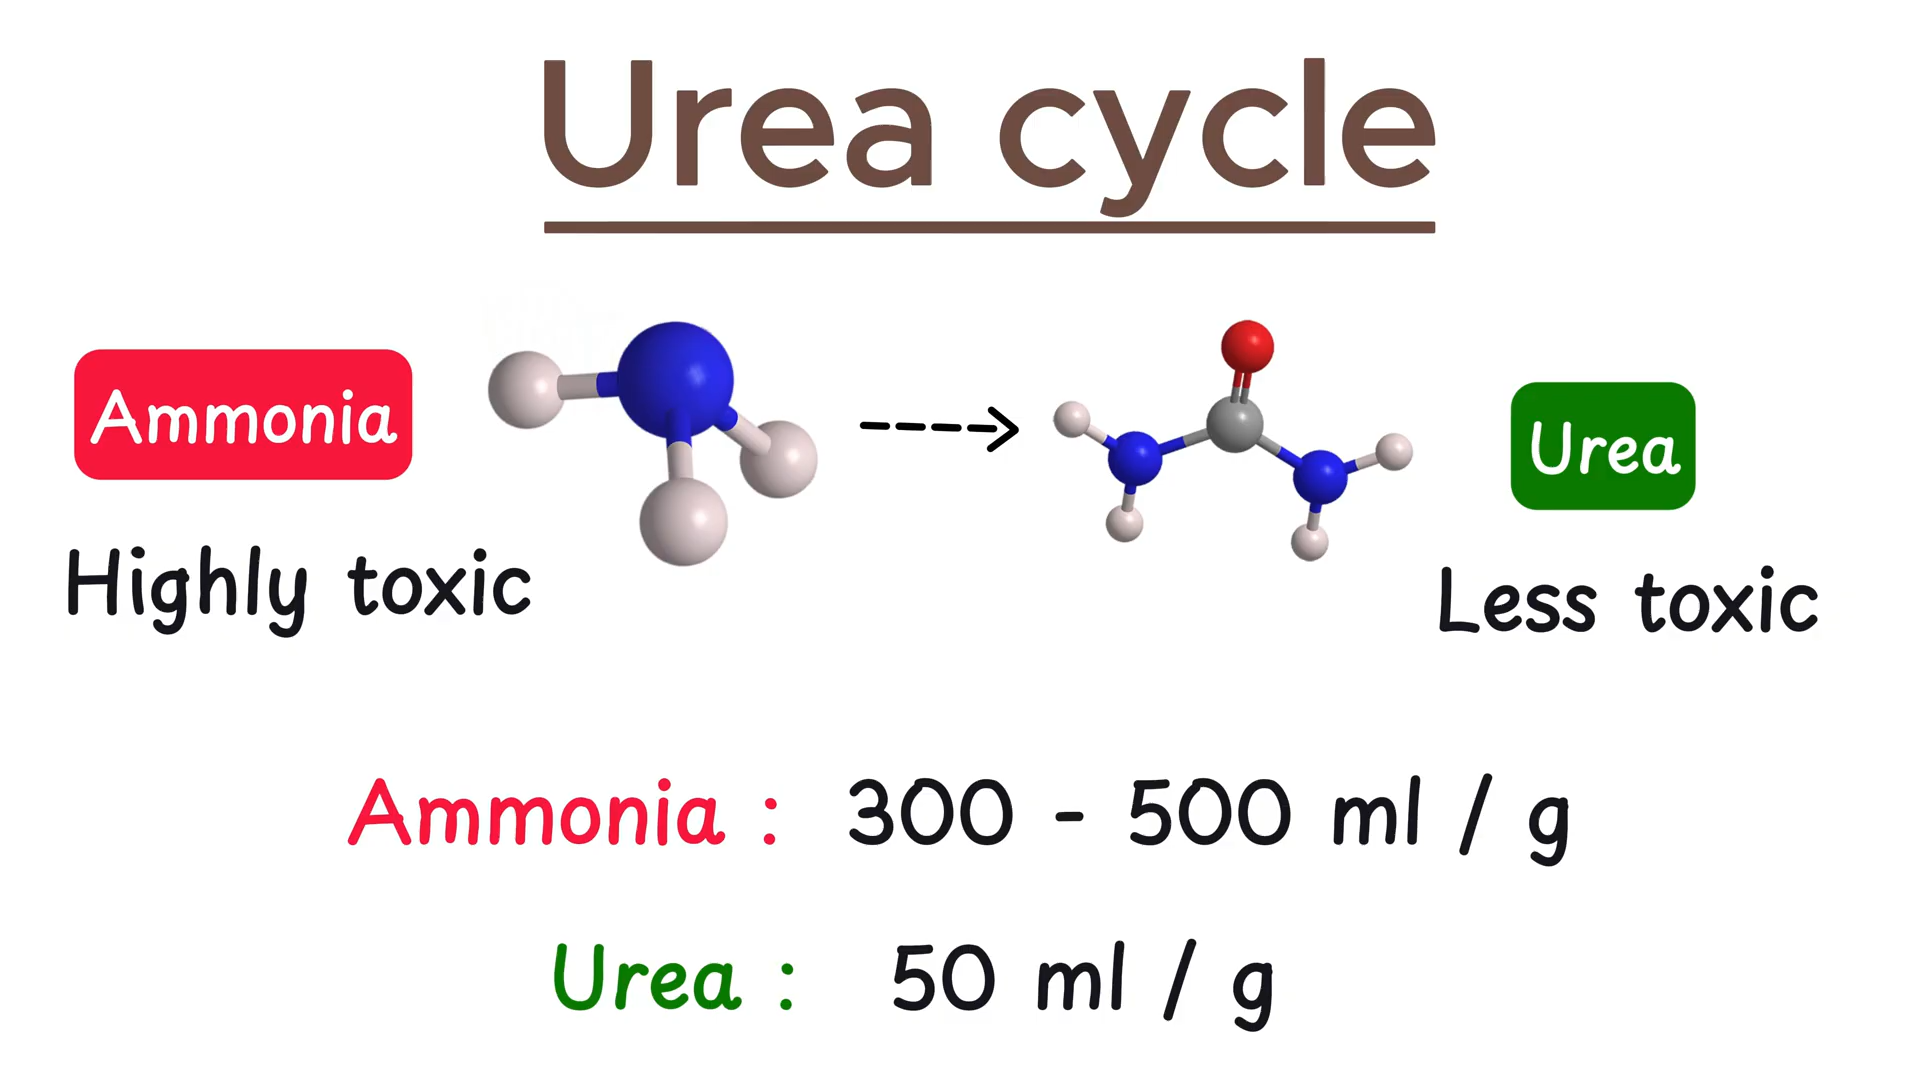 Urea cycle
Ammonia
Urea
Highly toxic
Less toxic
Ammonia : 300 - 500 ml / g
Urea : 50 ml / g